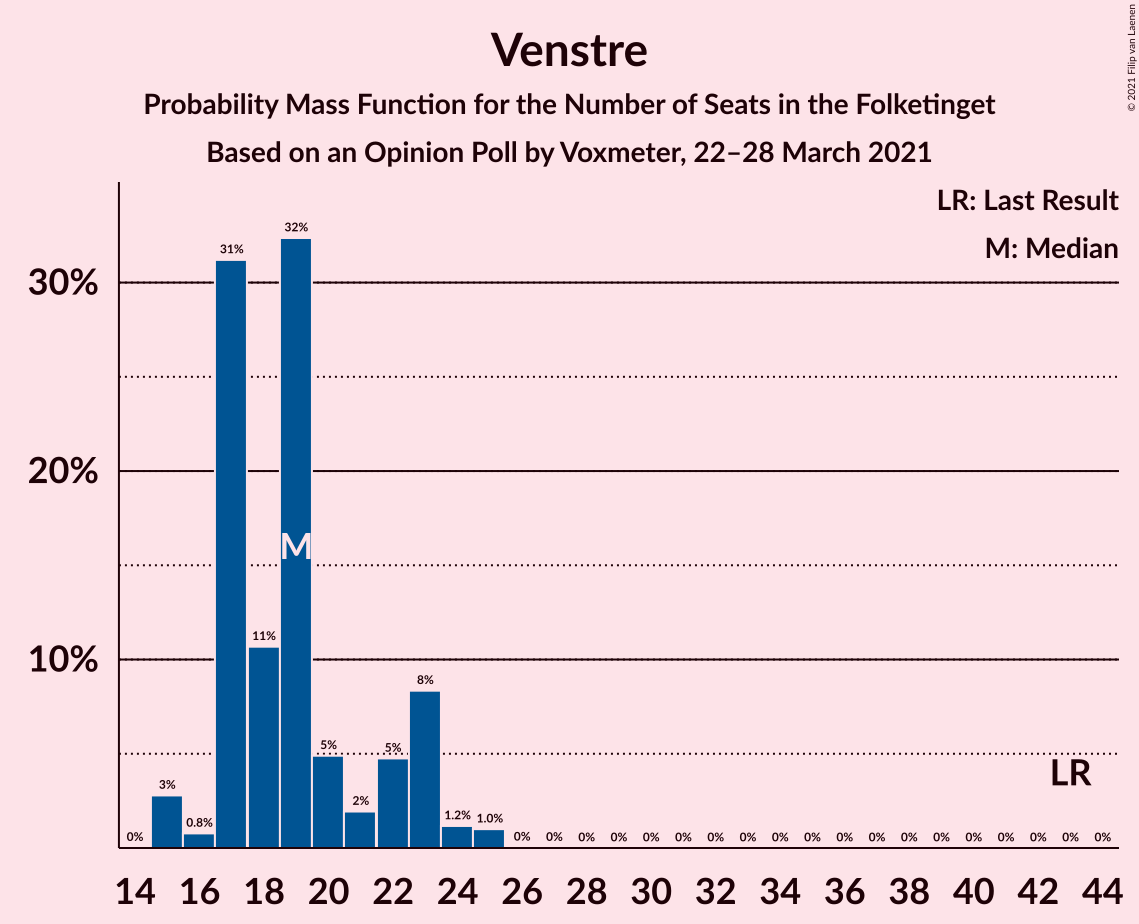 Venstre
Probability Mass Function for the Number of Seats in the Folketinget
Based on an Opinion Poll by Voxmeter, 22–28 March 2021
© 2021 Filip van Laenen
LR: Last Result
M: Median
30%
20%
10%
0% 3% 0.8% 31% 11% 32% 5% 2% 5% 8% 1.2% 1.0% 0% 0% 0% 0% 0% 0% 0% 0% 0% 0% 0% 0% 0% 0% 0% 0% 0% 0% 0%
M
LR
14 16 18 20 22 24 26 28 30 32 34 36 38 40 42 44